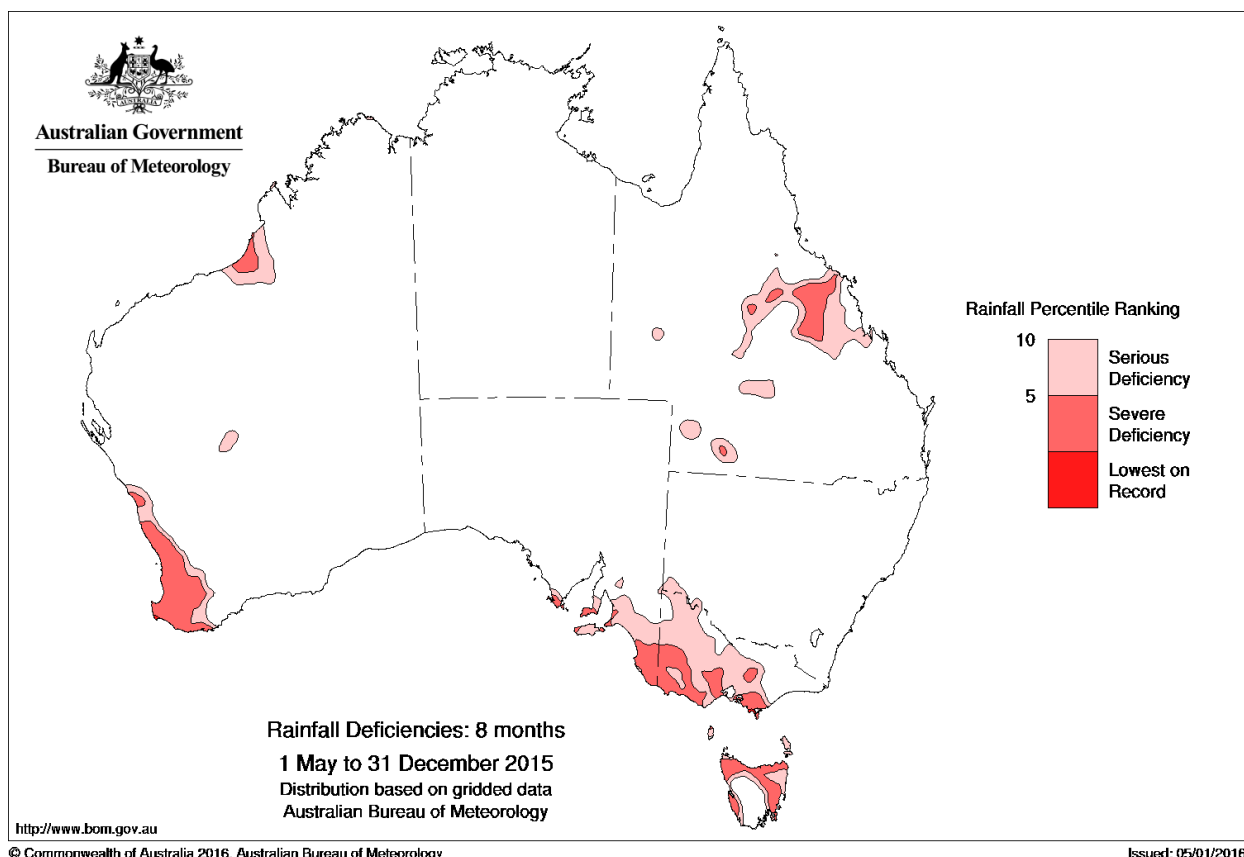 AUSTRALIA
Australian Government
Bureau of Meteorology
Rainfall Percentile Ranking
10
Serious
Deficiency
5
Severe
Deficiency
Lowest on
Record
Rainfall Deficiencies: 8 months
1 May to 31 December 2015
Distribution based on gridded data
Australian Bureau of Meteorology
http://www.bom.gov.au
© Commonwealth of Australia 2016, Australian Bureau of Meteorology
Issued: 05/01/2016